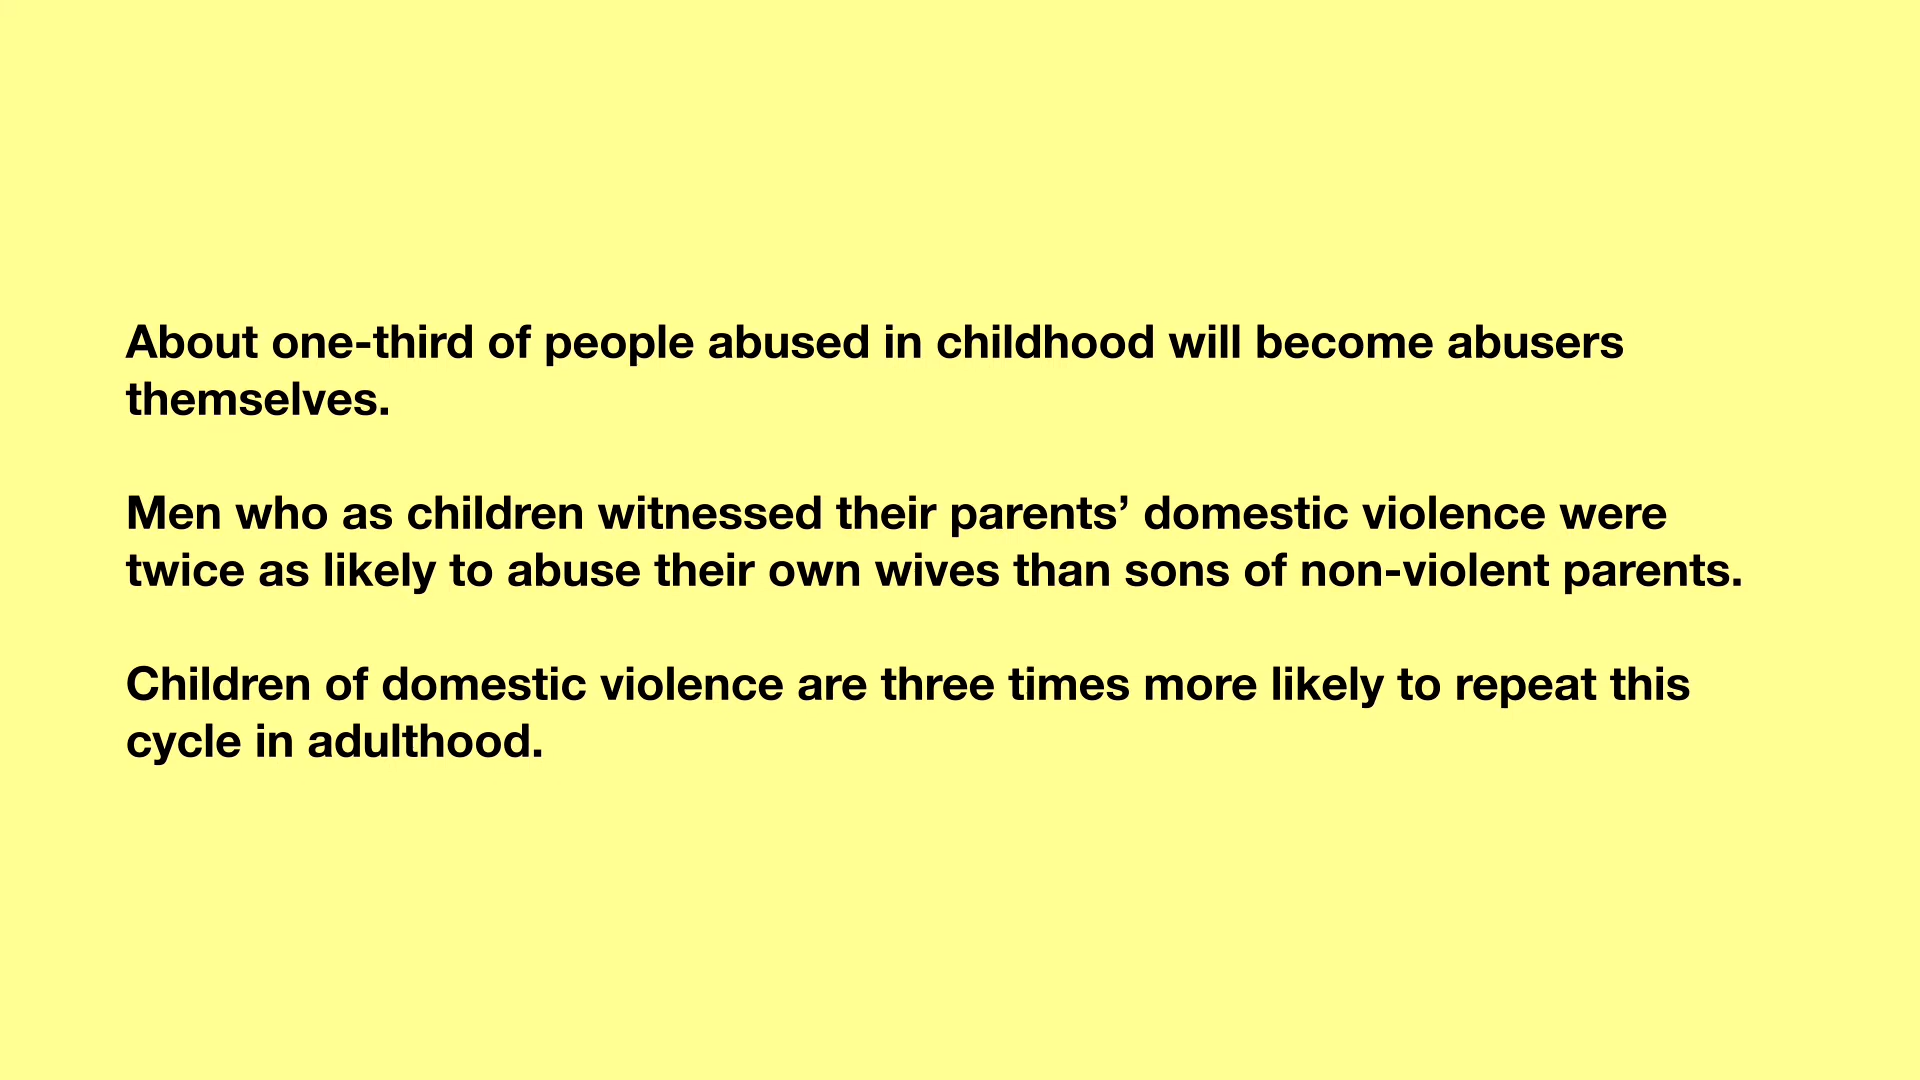 About one-third of people abused in childhood will become abusers
themselves.
Men who as children witnessed their parents’ domestic violence were
twice as likely to abuse their own wives than sons of non-violent parents.
Children of domestic violence are three times more likely to repeat this
cycle in adulthood.